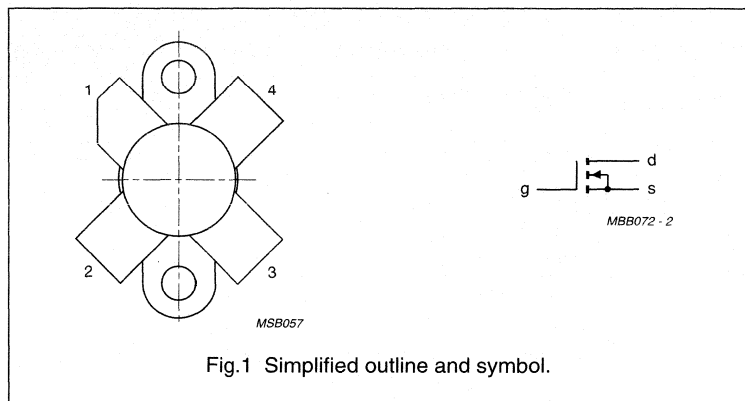 1
4
2
3
MSB057
g
d
s
MBB072 - 2
Fig.1 Simplified outline and symbol.